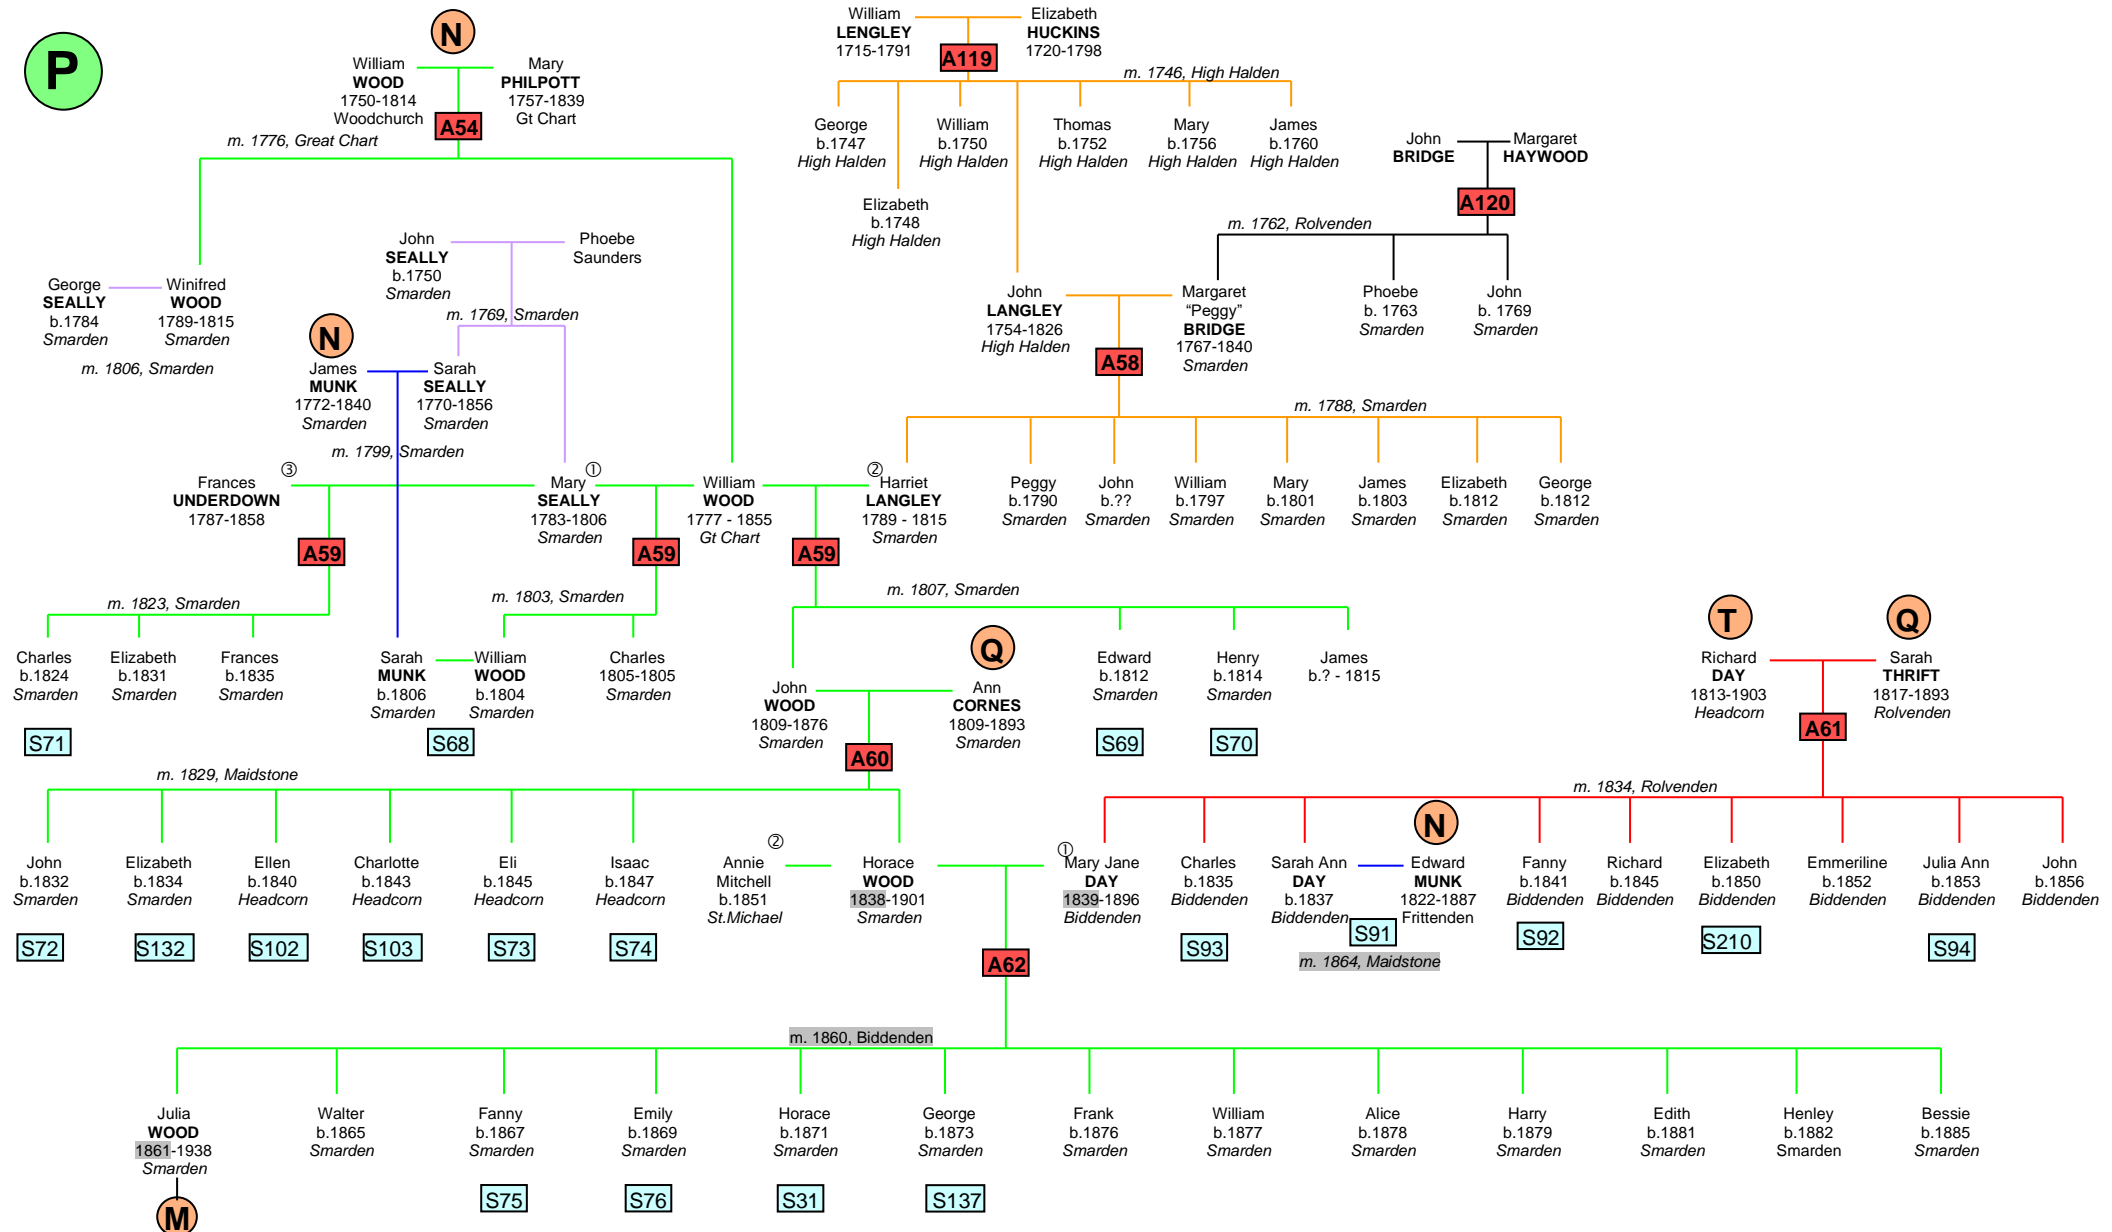 P
N
William
WOOD
1750-1814
Woodchurch
Mary
PHILPOTT
1757-1839
Gt Chart
A54
m. 1776, Great Chart
William
LENGLEY
1715-1791
Elizabeth
HUCKINS
1720-1798
A119
m. 1746, High Halden
George
b.1747
High Halden
Elizabeth
b.1748
High Halden
William
b.1750
High Halden
Thomas
b.1752
High Halden
Mary
b.1756
High Halden
James
b.1760
High Halden
John
BRIDGE
Margaret
HAYWOOD
A120
m. 1762, Rolvenden
George
SEALLY
b.1784
Smarden
Winifred
WOOD
1789-1815
Smarden
m. 1806, Smarden
John
SEALLY
b.1750
Smarden
Phoebe
Saunders
m. 1769, Smarden
N
James
MUNK
1772-1840
Smarden
Sarah
SEALLY
1770-1856
Smarden
m. 1799, Smarden
John
LANGLEY
1754-1826
High Halden
Margaret
“Peggy”
BRIDGE
1767-1840
Smarden
Phoebe
b. 1763
Smarden
John
b. 1769
Smarden
A58
m. 1788, Smarden
③
Frances
UNDERDOWN
1787-1858
①
Mary
SEALLY
1783-1806
Smarden
William
WOOD
1777 - 1855
Gt Chart
②
Harriet
LANGLEY
1789 - 1815
Smarden
Peggy
b.1790
Smarden
John
b.??
Smarden
William
b.1797
Smarden
Mary
b.1801
Smarden
James
b.1803
Smarden
Elizabeth
b.1812
Smarden
George
b.1812
Smarden
A59
A59
A59
m. 1823, Smarden
m. 1803, Smarden
m. 1807, Smarden
Charles
b.1824
Smarden
S71
Elizabeth
b.1831
Smarden
Frances
b.1835
Smarden
Sarah
MUNK
b.1806
Smarden
William
WOOD
b.1804
Smarden
S68
Charles
1805-1805
Smarden
John
WOOD
1809-1876
Smarden
Q
Ann
CORNES
1809-1893
Smarden
A60
Edward
b.1812
Smarden
S69
Henry
b.1814
Smarden
S70
James
b.? - 1815
T
Richard
DAY
1813-1903
Headcorn
Q
Sarah
THRIFT
1817-1893
Rolvenden
A61
m. 1829, Maidstone
m. 1834, Rolvenden
John
b.1832
Smarden
S72
Elizabeth
b.1834
Smarden
S132
Ellen
b.1840
Headcorn
S102
Charlotte
b.1843
Headcorn
S103
Eli
b.1845
Headcorn
S73
Isaac
b.1847
Headcorn
S74
②
Annie
Mitchell
b.1851
St.Michael
Horace
WOOD
1838-1901
Smarden
①
Mary Jane
DAY
1839-1896
Biddenden
Charles
b.1835
Biddenden
S93
Sarah Ann
DAY
b.1837
Biddenden
N
Edward
MUNK
1822-1887
Frittenden
S91
m. 1864, Maidstone
Fanny
b.1841
Biddenden
S92
Richard
b.1845
Biddenden
Elizabeth
b.1850
Biddenden
S210
Emmeriline
b.1852
Biddenden
Julia Ann
b.1853
Biddenden
S94
John
b.1856
Biddenden
A62
m. 1860, Biddenden
Julia
WOOD
1861-1938
Smarden
M
Walter
b.1865
Smarden
Fanny
b.1867
Smarden
S75
Emily
b.1869
Smarden
S76
Horace
b.1871
Smarden
S31
George
b.1873
Smarden
S137
Frank
b.1876
Smarden
William
b.1877
Smarden
Alice
b.1878
Smarden
Harry
b.1879
Smarden
Edith
b.1881
Smarden
Henley
b.1882
Smarden
Bessie
b.1885
Smarden